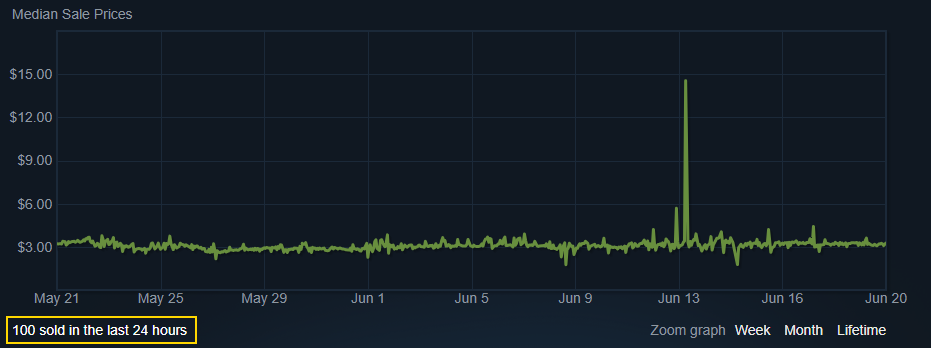 Median Sale Prices
$15.00
$12.00
$9.00
$6.00
$3.00
May 21 May 25 May 29 Jun 1 Jun 5 Jun 9 Jun 13 Jun 16 Jun 20
100 sold in the last 24 hours Zoom graph Week Month Lifetime